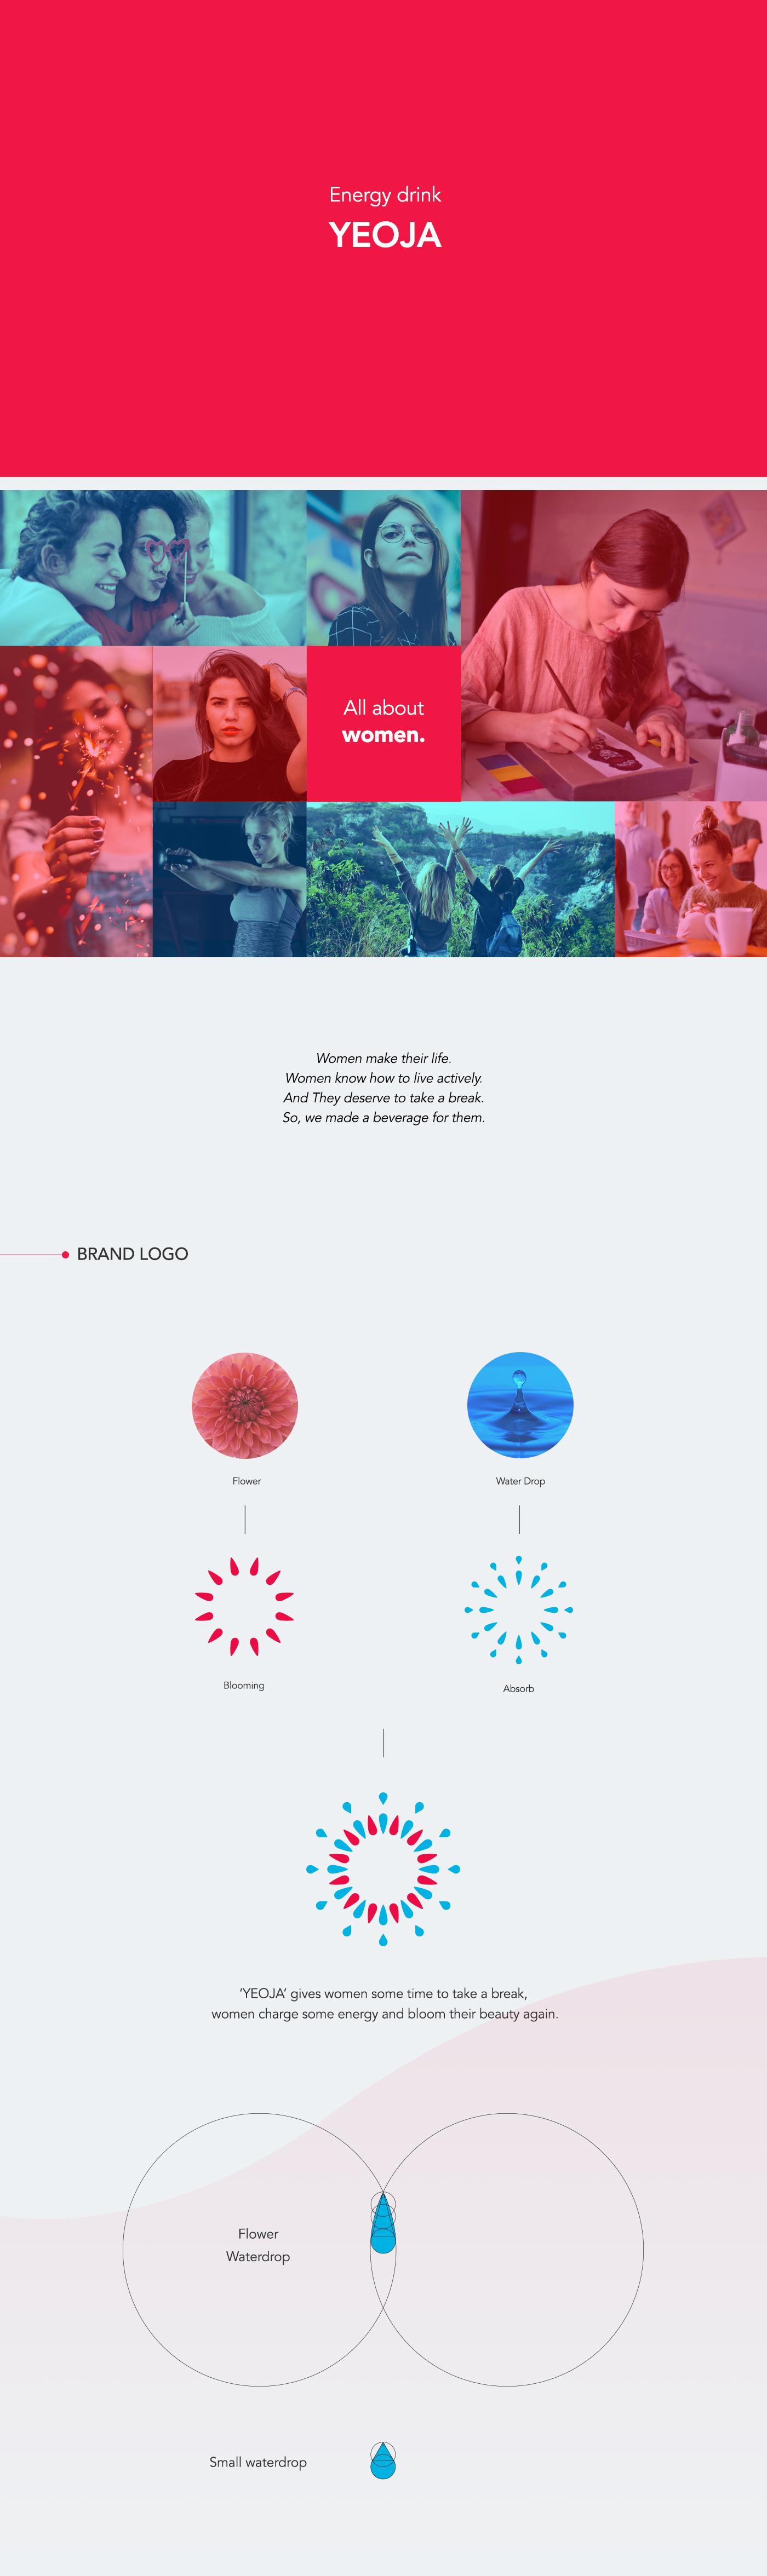 Energy drink
YEOJA
All about
women.
Women make their life.
Women know how to live actively.
And They deserve to take a break.
So, we made a beverage for them.
BRAND LOGO
Flower
Water Drop
Blooming
Absorb
‘YEOJA’ gives women some time to take a break,
women charge some energy and bloom their beauty again.
Flower
Waterdrop
Small waterdrop